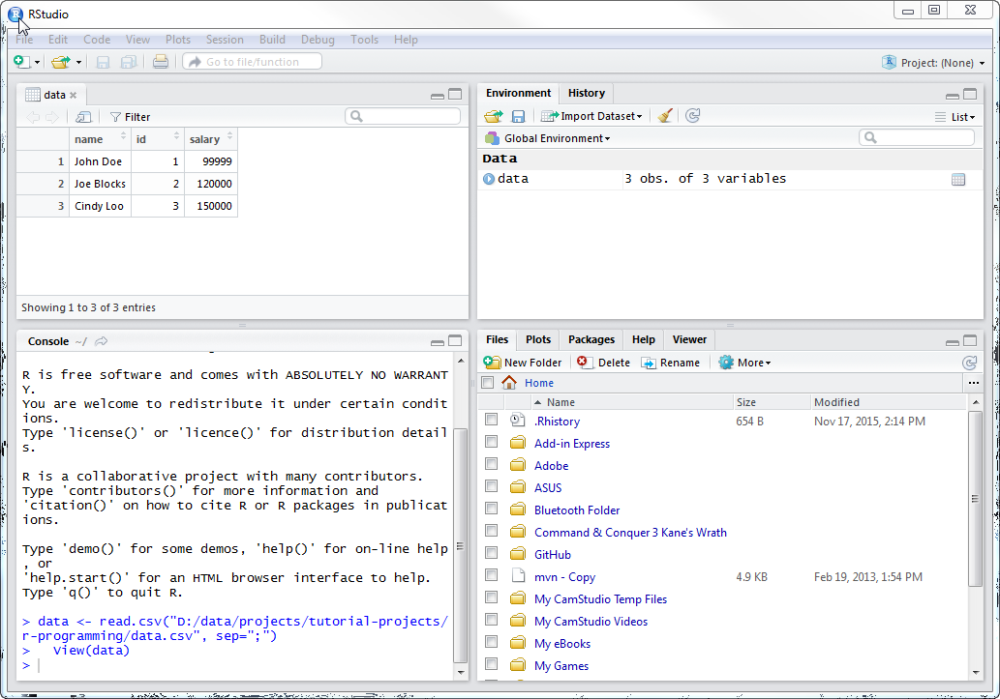 RStudio
File Edit Code View Plots Session Build Debug Tools Help
Go to file/function
Project: (None)
data
Filter
name id salary
1 John Doe 1 99999
2 Joe Blocks 2 120000
3 Cindy Loo 3 150000
Showing 1 to 3 of 3 entries
Environment History
Import Dataset
List
Global Environment
Data
data 3 obs. of 3 variables
Console ~/
R is free software and comes with ABSOLUTELY NO WARRANT
Y.
You are welcome to redistribute it under certain condit
ions.
Type 'license()' or 'licence()' for distribution detail
s.
R is a collaborative project with many contributors.
Type 'contributors()' for more information and
'citation()' on how to cite R or R packages in publicat
ions.
Type 'demo()' for some demos, 'help()' for on-line help
, or
'help.start()' for an HTML browser interface to help.
Type 'q()' to quit R.
> data <- read.csv("D:/data/projects/tutorial-projects/
r-programming/data.csv", sep=";")
> View(data)
>
Files Plots Packages Help Viewer
New Folder Delete Rename More
Home ...
Name Size Modified
.Rhistory 654 B Nov 17, 2015, 2:14 PM
Add-in Express
Adobe
ASUS
Bluetooth Folder
Command & Conquer 3 Kane's Wrath
GitHub
mvn - Copy 4.9 KB Feb 19, 2013, 1:54 PM
My CamStudio Temp Files
My CamStudio Videos
My eBooks
My Games